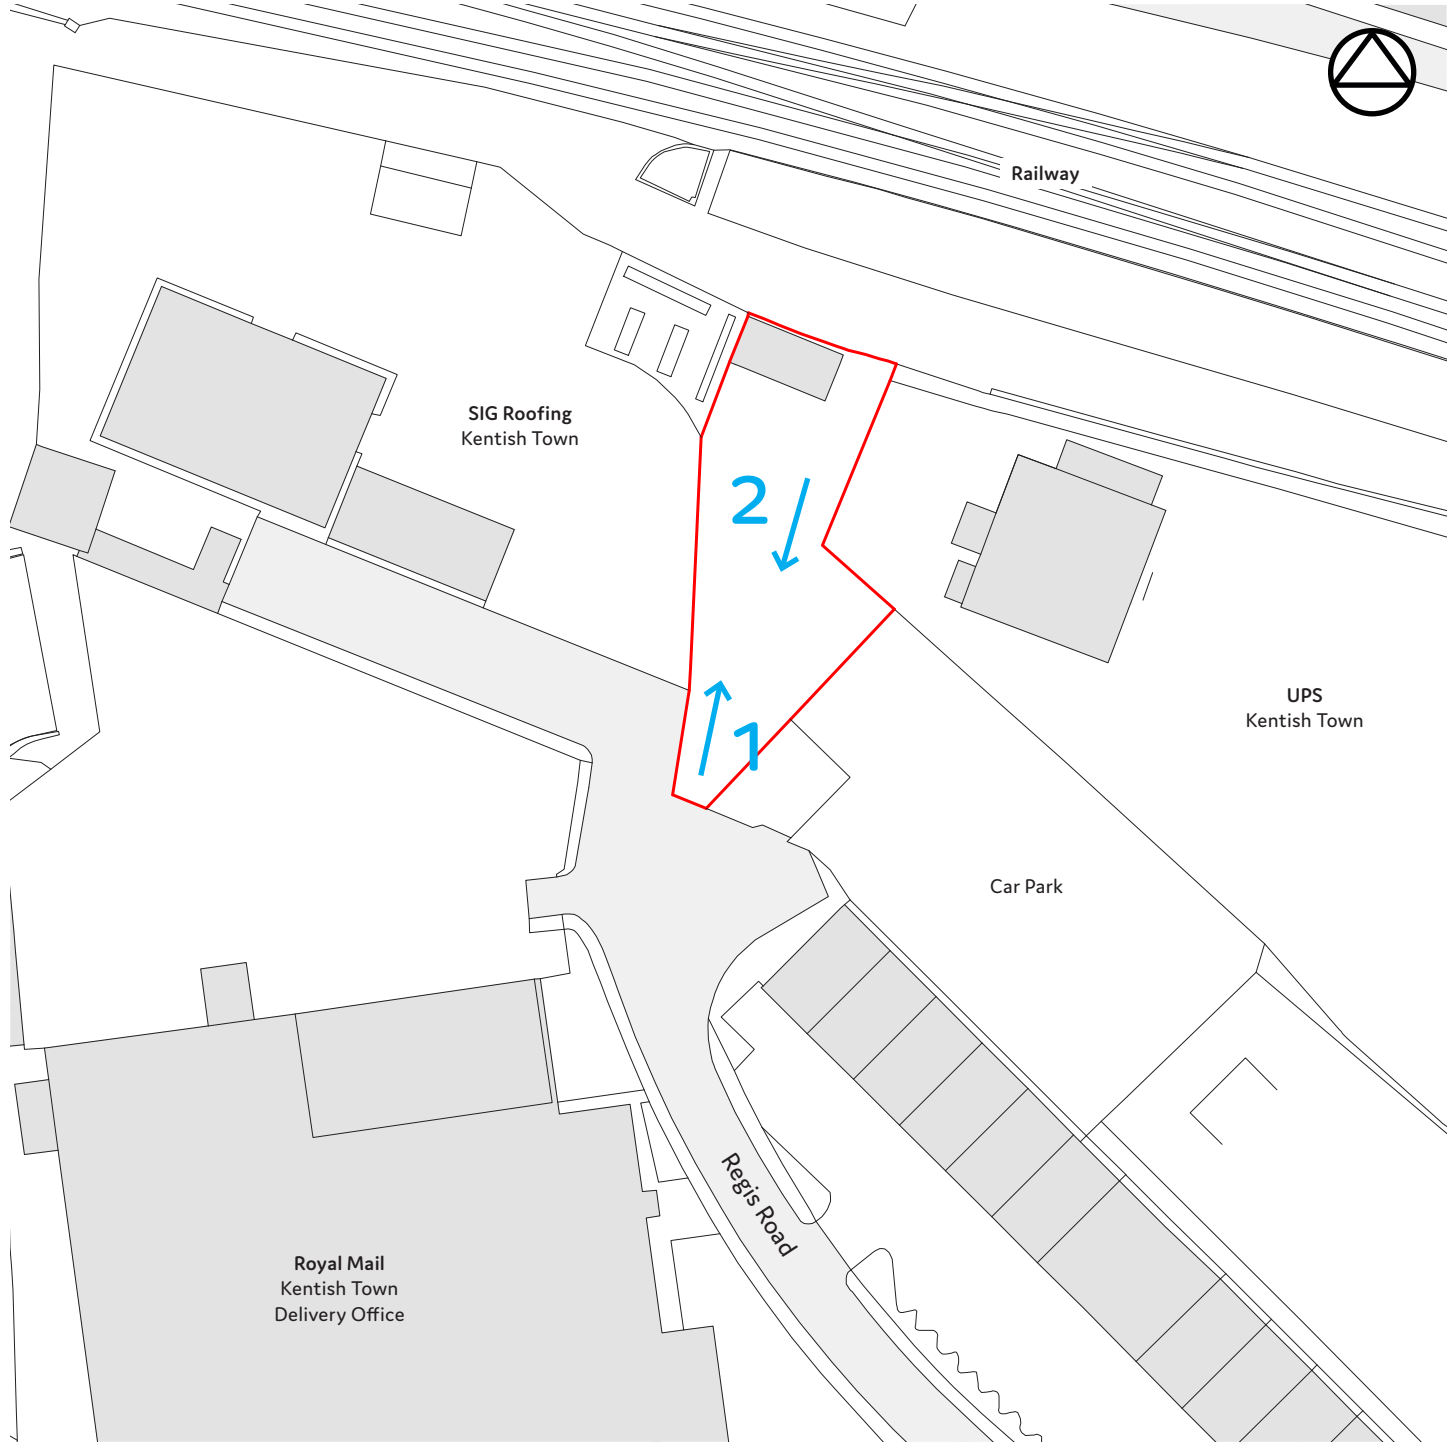 Railway
SIG Roofing
Kentish Town
2
UPS
Kentish Town
1
Car Park
Regis Road
Royal Mail
Kentish Town
Delivery Office